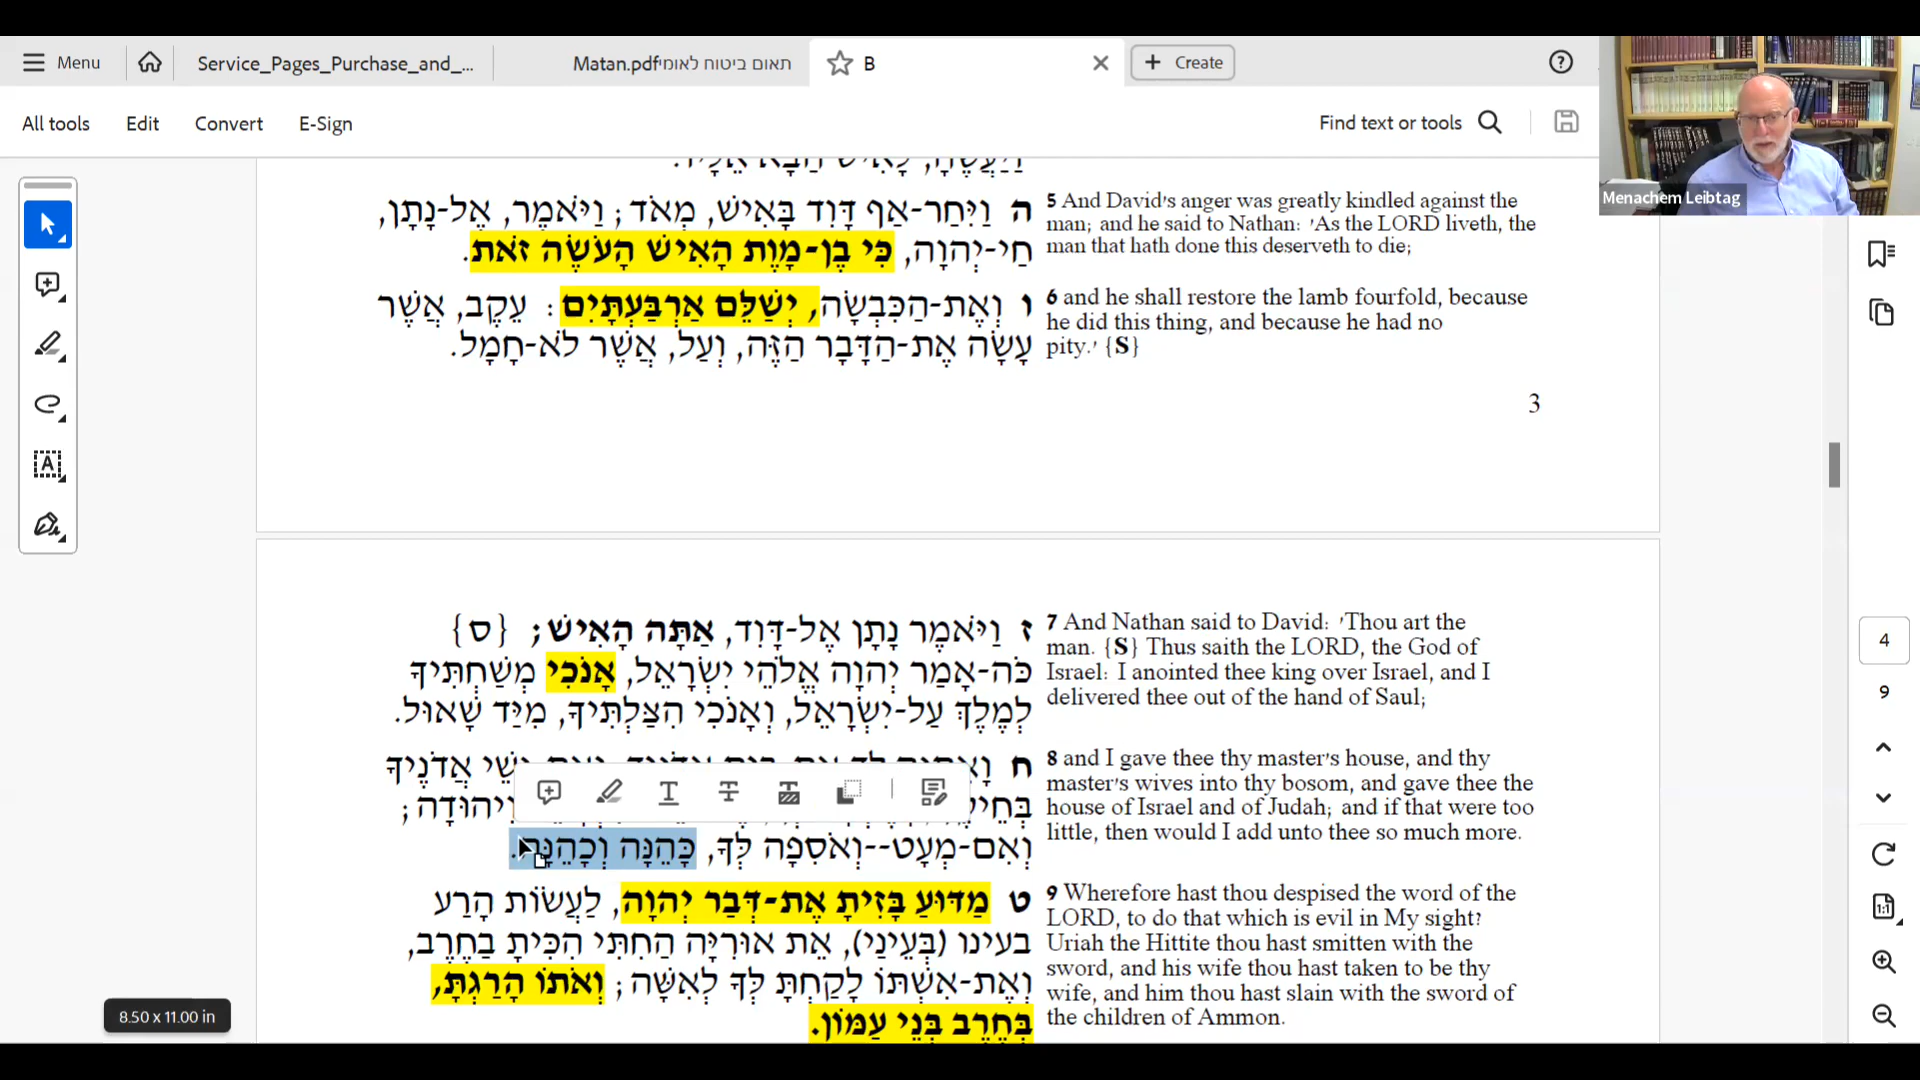 Menu
Service_Pages_Purchase_and_...
תאום ביטוח לאומיMatan.pdf
B
Create
All tools
Edit
Convert
E-Sign
Find text or tools
Menachem Leibtag
ה וַיִּחַר-אַף דָּוִד בָּאִישׁ, מְאֹד; וַיֹּאמֶר, אֶל-נָתָן,
חַי-יְהוָה, כִּי בֶן-מָוֶת הָאִישׁ הָעֹשֶׂה זֹאת.
5 And David's anger was greatly kindled against the
man; and he said to Nathan: 'As the LORD liveth, the
man that hath done this deserveth to die;
ו וְאֶת-הַכִּבְשָׂה, יְשַׁלֵּם אַרְבַּעְתָּיִם: עֵקֶב, אֲשֶׁר
עָשָׂה אֶת-הַדָּבָר הַזֶּה, וְעַל, אֲשֶׁר לֹא-חָמָל.
6 and he shall restore the lamb fourfold, because
he did this thing, and because he had no
pity.' {S}
3
ז וַיֹּאמֶר נָתָן אֶל-דָּוִד, אַתָּה הָאִישׁ; {ס}
כֹּה-אָמַר יְהוָה אֱלֹהֵי יִשְׂרָאֵל, אָנֹכִי מְשַׁחְתִּיךָ
לְמֶלֶךְ עַל-יִשְׂרָאֵל, וְאָנֹכִי הִצַּלְתִּיךָ, מִיַּד שָׁאוּל.
7 And Nathan said to David: 'Thou art the
man. {S} Thus saith the LORD, the God of
Israel: I anointed thee king over Israel, and I
delivered thee out of the hand of Saul;
ח אֲדֹנֶיךָ
וִיהוּדָה;
וְאִם-מְעָט--וְאֹסִפָה לְּךָ, כָּהֵנָּה וְכָהֵנָּה.
8 and I gave thee thy master's house, and thy
master's wives into thy bosom, and gave thee the
house of Israel and of Judah; and if that were too
little, then would I add unto thee so much more.
ט מַדּוּעַ בָּזִיתָ אֶת-דְּבַר יְהוָה, לַעֲשׂוֹת הָרַע
בעינו (בְּעֵינַי), אֵת אוּרִיָּה הַחִתִּי הִכִּיתָ בַחֶרֶב,
וְאֶת-אִשְׁתּוֹ לָקַחְתָּ לְּךָ לְאִשָּׁה; וְאֹתוֹ הָרַגְתָּ,
בְּחֶרֶב בְּנֵי עַמּוֹן.
9 Wherefore hast thou despised the word of the
LORD, to do that which is evil in My sight?
Uriah the Hittite thou hast smitten with the
sword, and his wife thou hast taken to be thy
wife, and him thou hast slain with the sword of
the children of Ammon.
4
9
1:1
8.50 x 11.00 in